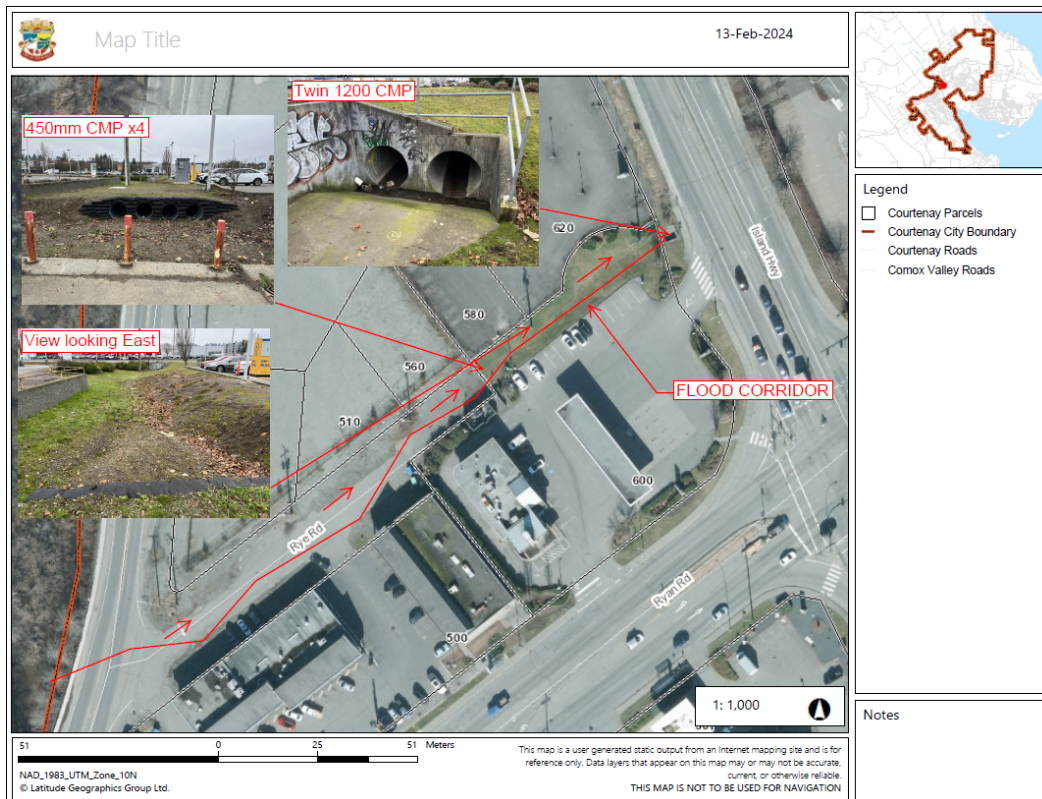 Map Title
13-Feb-2024
Twin 1200 CMP
450mm CMP x4
View looking East
620
580
560
510
600
500
Island Hwy
FLOOD CORRIDOR
Rye Rd
Ryan Rd
1: 1,000
Legend
Courtenay Parcels
Courtenay City Boundary
Courtenay Roads
Comox Valley Roads
Notes
51
0
25
51
Meters
NAD_1983_UTM_Zone_10N
© Latitude Geographics Group Ltd.
This map is a user generated static output from an Internet mapping site and is for
reference only. Data layers that appear on this map may or may not be accurate,
current, or otherwise reliable.
THIS MAP IS NOT TO BE USED FOR NAVIGATION